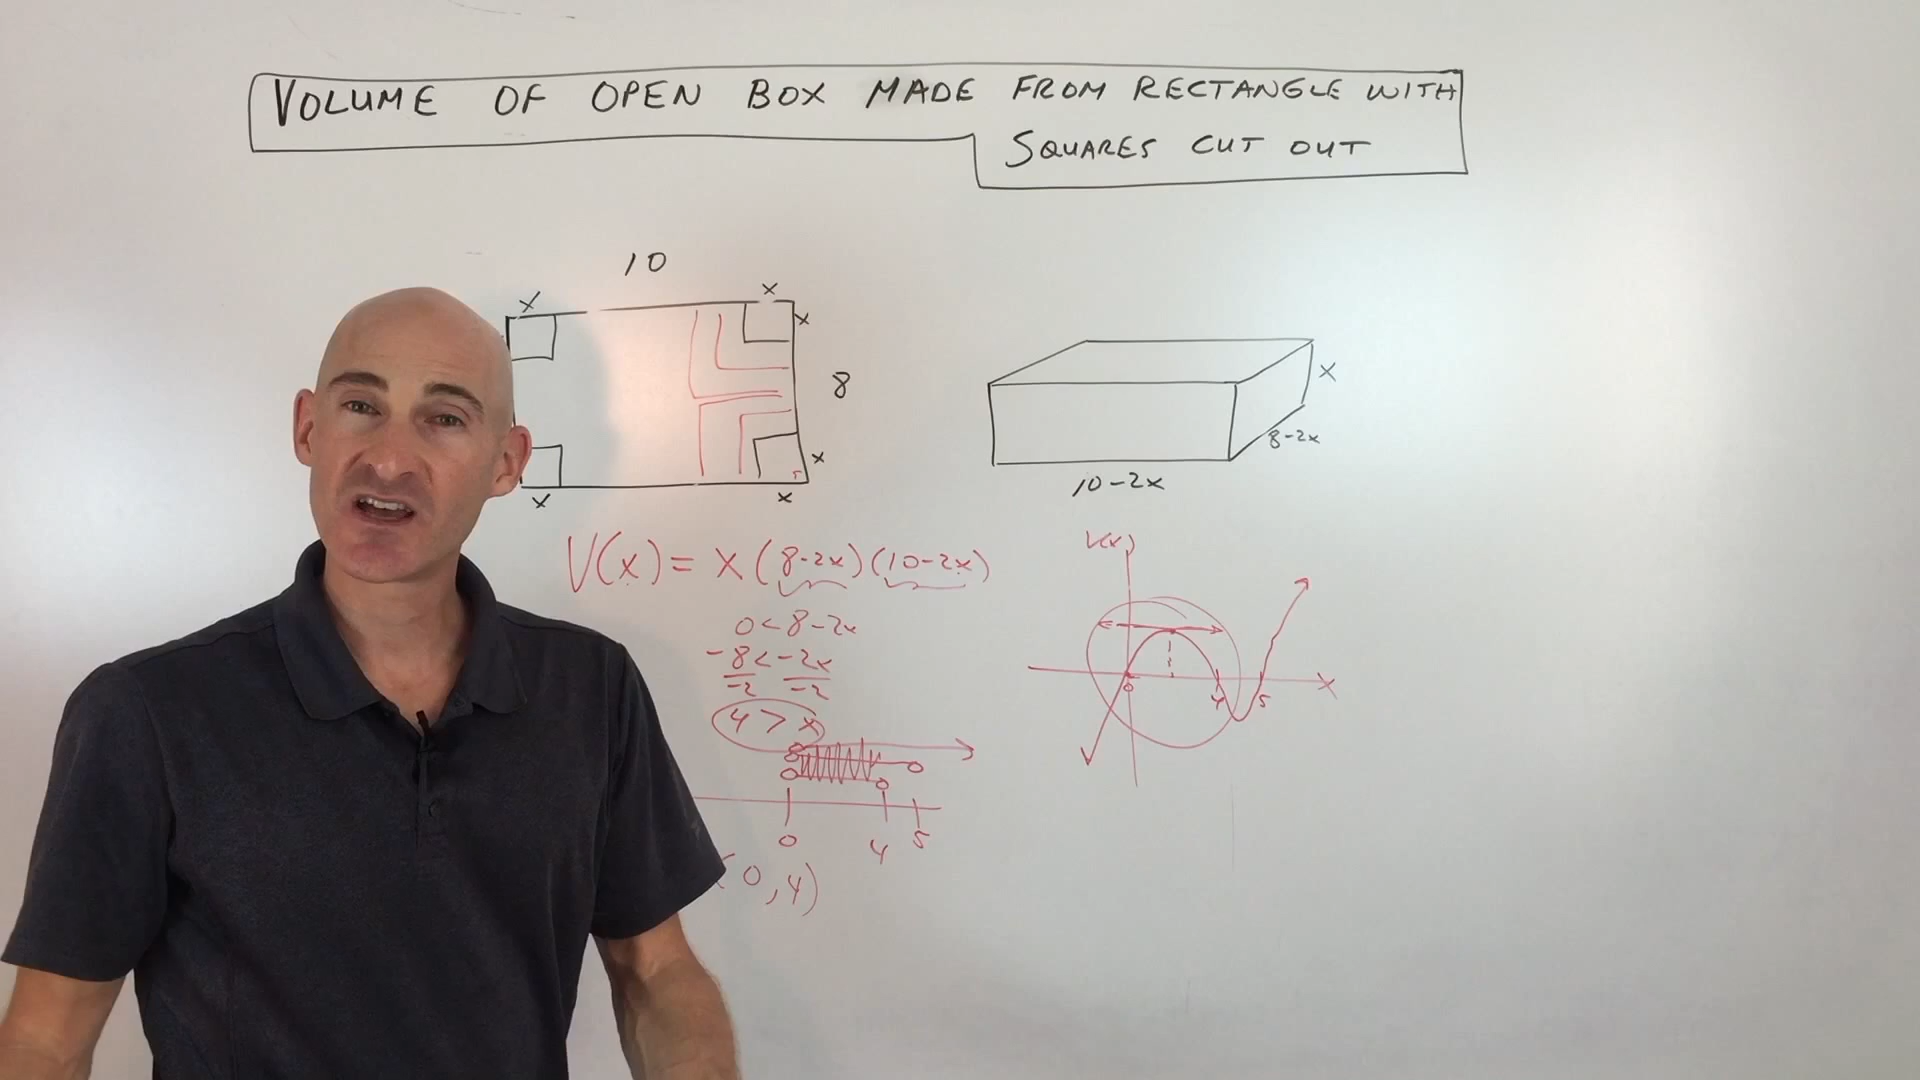 VOLUME OF OPEN BOX MADE FROM RECTANGLE WITH
SQUARES CUT OUT
10
x
x
x
8
x
x
x
x
8-2x
10-2x
V(x) = x(8-2x)(10-2x)
0 < 8-2x
-8 < -2x
-2 -2
4 > x
0 4 5
(0,4)
V(x)
0 4 5
x